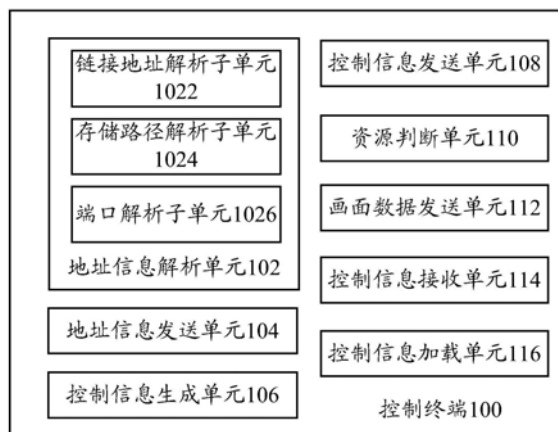 链接地址解析子单元
1022
存储路径解析子单元
1024
端口解析子单元1026
地址信息解析单元102
地址信息发送单元104
控制信息生成单元106
控制信息发送单元108
资源判断单元110
画面数据发送单元112
控制信息接收单元114
控制信息加载单元116
控制终端100